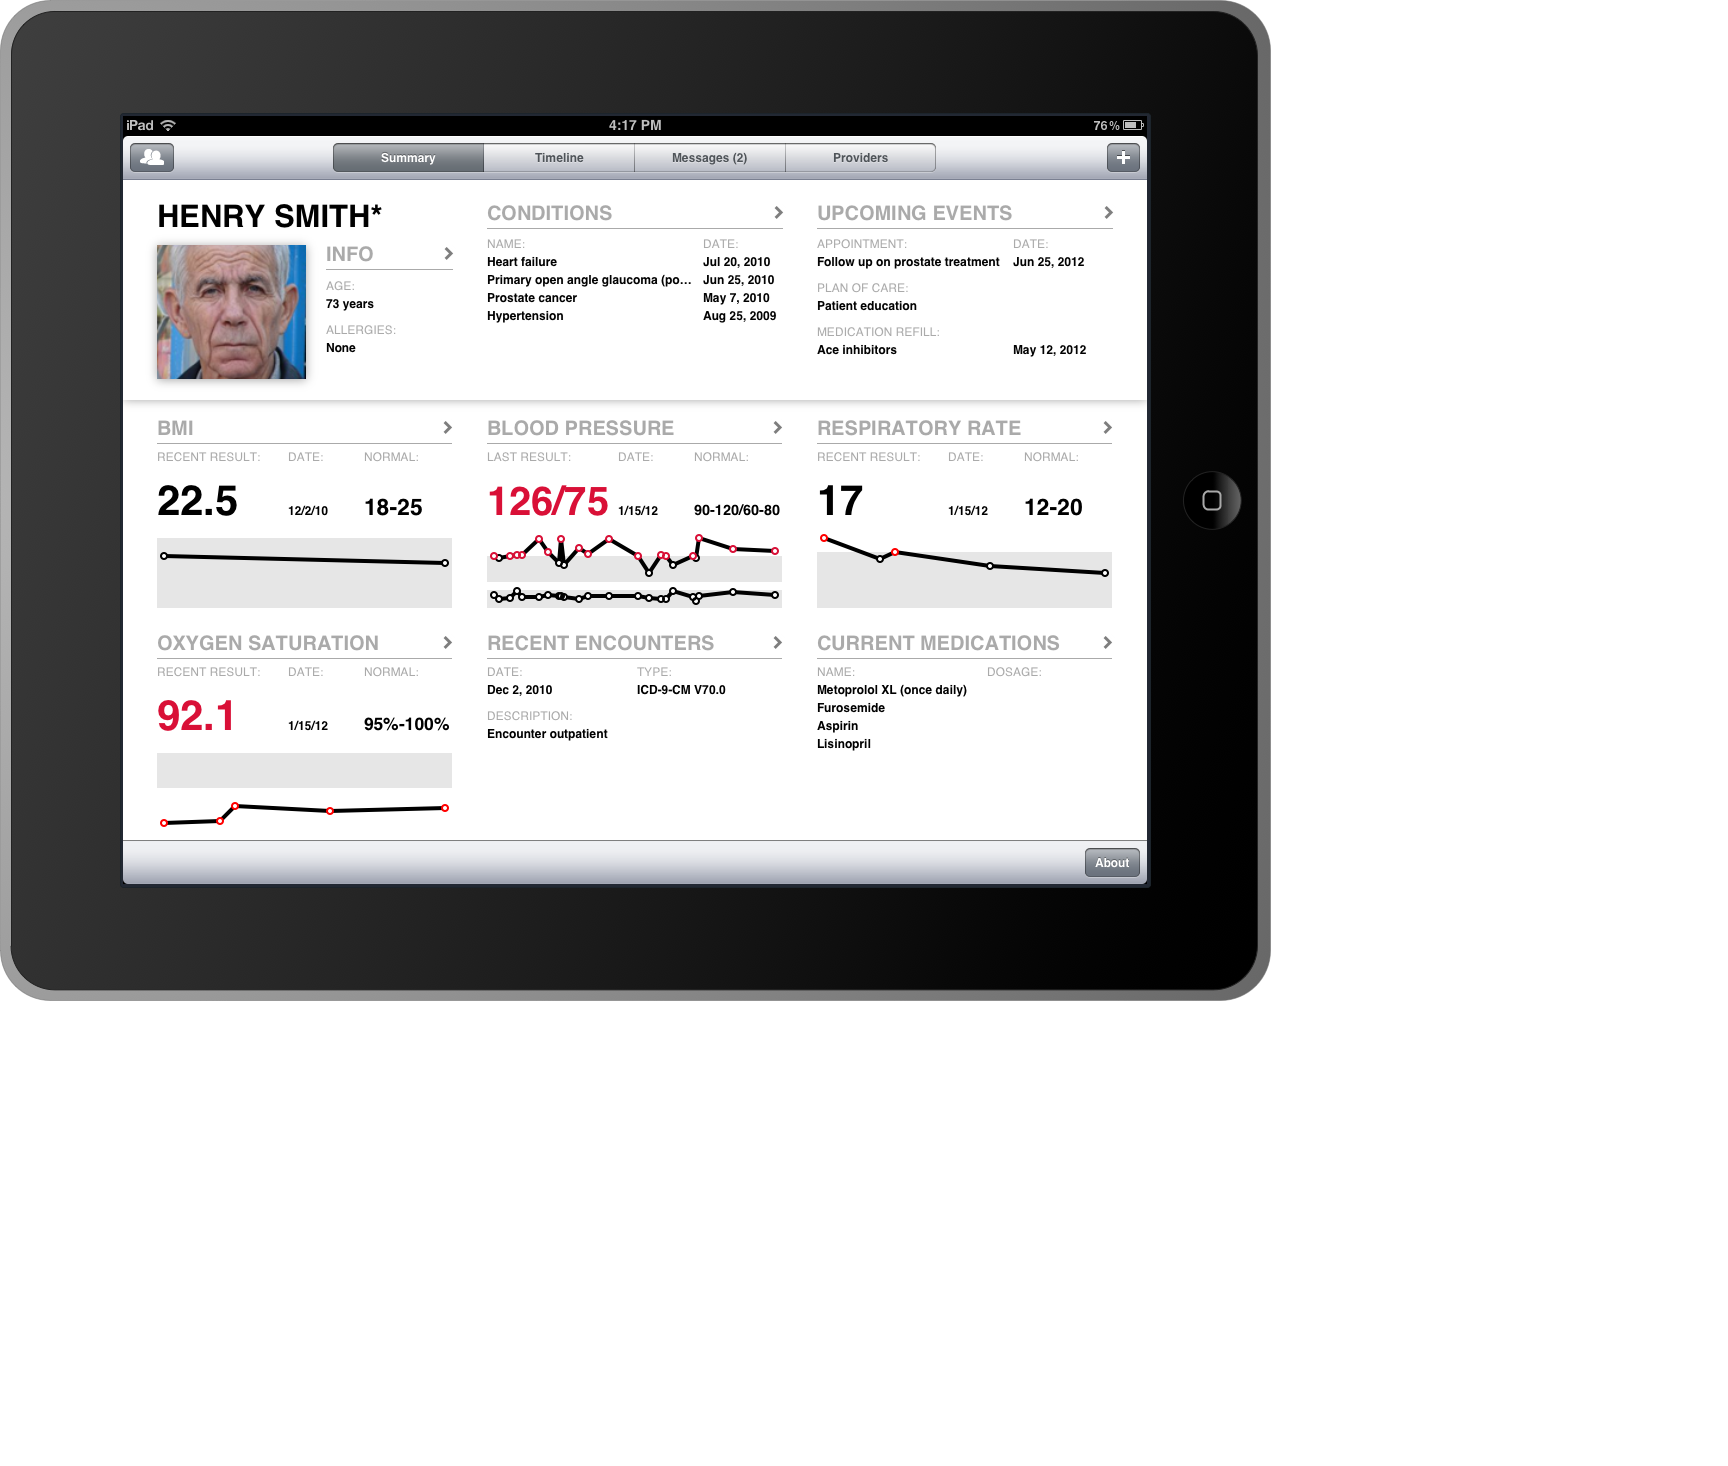 iPad 4:17 PM 76%
Summary Timeline Messages (2) Providers
HENRY SMITH*
INFO
AGE:
73 years
ALLERGIES:
None
CONDITIONS
NAME: DATE:
Heart failure Jul 20, 2010
Primary open angle glaucoma (po... Jun 25, 2010
Prostate cancer May 7, 2010
Hypertension Aug 25, 2009
UPCOMING EVENTS
APPOINTMENT: DATE:
Follow up on prostate treatment Jun 25, 2012
PLAN OF CARE:
Patient education
MEDICATION REFILL:
Ace inhibitors May 12, 2012
BMI
RECENT RESULT: DATE: NORMAL:
22.5 12/2/10 18-25
BLOOD PRESSURE
LAST RESULT: DATE: NORMAL:
126/75 1/15/12 90-120/60-80
RESPIRATORY RATE
RECENT RESULT: DATE: NORMAL:
17 1/15/12 12-20
OXYGEN SATURATION
RECENT RESULT: DATE: NORMAL:
92.1 1/15/12 95%-100%
RECENT ENCOUNTERS
DATE: TYPE:
Dec 2, 2010 ICD-9-CM V70.0
DESCRIPTION:
Encounter outpatient
CURRENT MEDICATIONS
NAME: DOSAGE:
Metoprolol XL (once daily)
Furosemide
Aspirin
Lisinopril
About